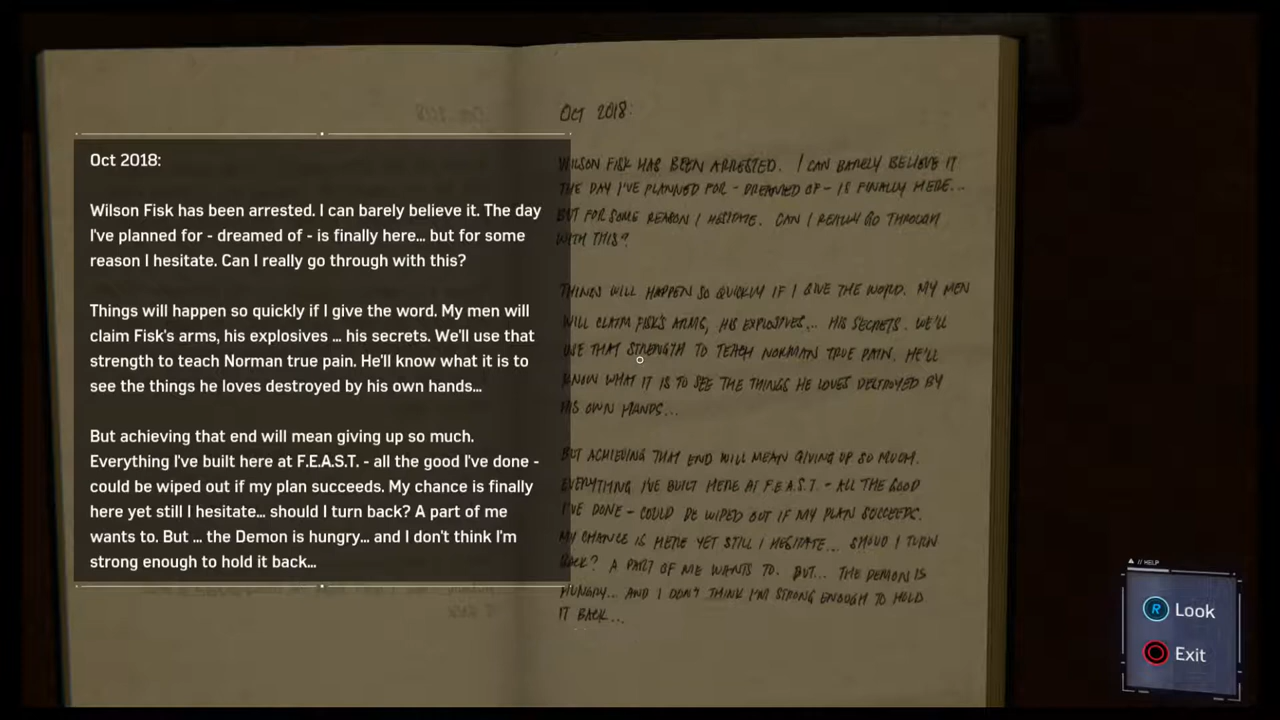 Oct 2018:
Wilson Fisk has been arrested. I can barely believe it. The day
I've planned for - dreamed of - is finally here... but for some
reason I hesitate. Can I really go through with this?
Things will happen so quickly if I give the word. My men will
claim Fisk's arms, his explosives ... his secrets. We'll use that
strength to teach Norman true pain. He'll know what it is to
see the things he loves destroyed by his own hands...
But achieving that end will mean giving up so much.
Everything I've built here at F.E.A.S.T. - all the good I've done -
could be wiped out if my plan succeeds. My chance is finally
here yet still I hesitate... should I turn back? A part of me
wants to. But ... the Demon is hungry... and I don't think I'm
strong enough to hold it back...
OCT 2018:
WILSON FISK HAS BEEN ARRESTED. I CAN BARELY BELIEVE IT
THE DAY I'VE PLANNED FOR - DREAMED OF - IS FINALLY HERE...
BUT FOR SOME REASON I HESITATE. CAN I REALLY GO THROUGH
WITH THIS?
THINGS WILL HAPPEN SO QUICKLY IF I GIVE THE WORD. MY MEN
WILL CLAIM FISK'S ARMS, HIS EXPLOSIVES... HIS SECRETS. WE'LL
USE THAT STRENGTH TO TEACH NORMAN TRUE PAIN. HE'LL
KNOW WHAT IT IS TO SEE THE THINGS HE LOVES DESTROYED BY
HIS OWN HANDS...
BUT ACHIEVING THAT END WILL MEAN GIVING UP SO MUCH.
EVERYTHING I'VE BUILT HERE AT F.E.A.S.T. - ALL THE GOOD
I'VE DONE - COULD BE WIPED OUT IF MY PLAN SUCCEEDS.
MY CHANCE IS HERE YET STILL I HESITATE... SHOUD I TURN
BACK? A PART OF ME WANTS TO. BUT... THE DEMON IS
HUNGRY... AND I DON'T THINK I'M STRONG ENOUGH TO HOLD
IT BACK...
// HELP
R Look
Exit